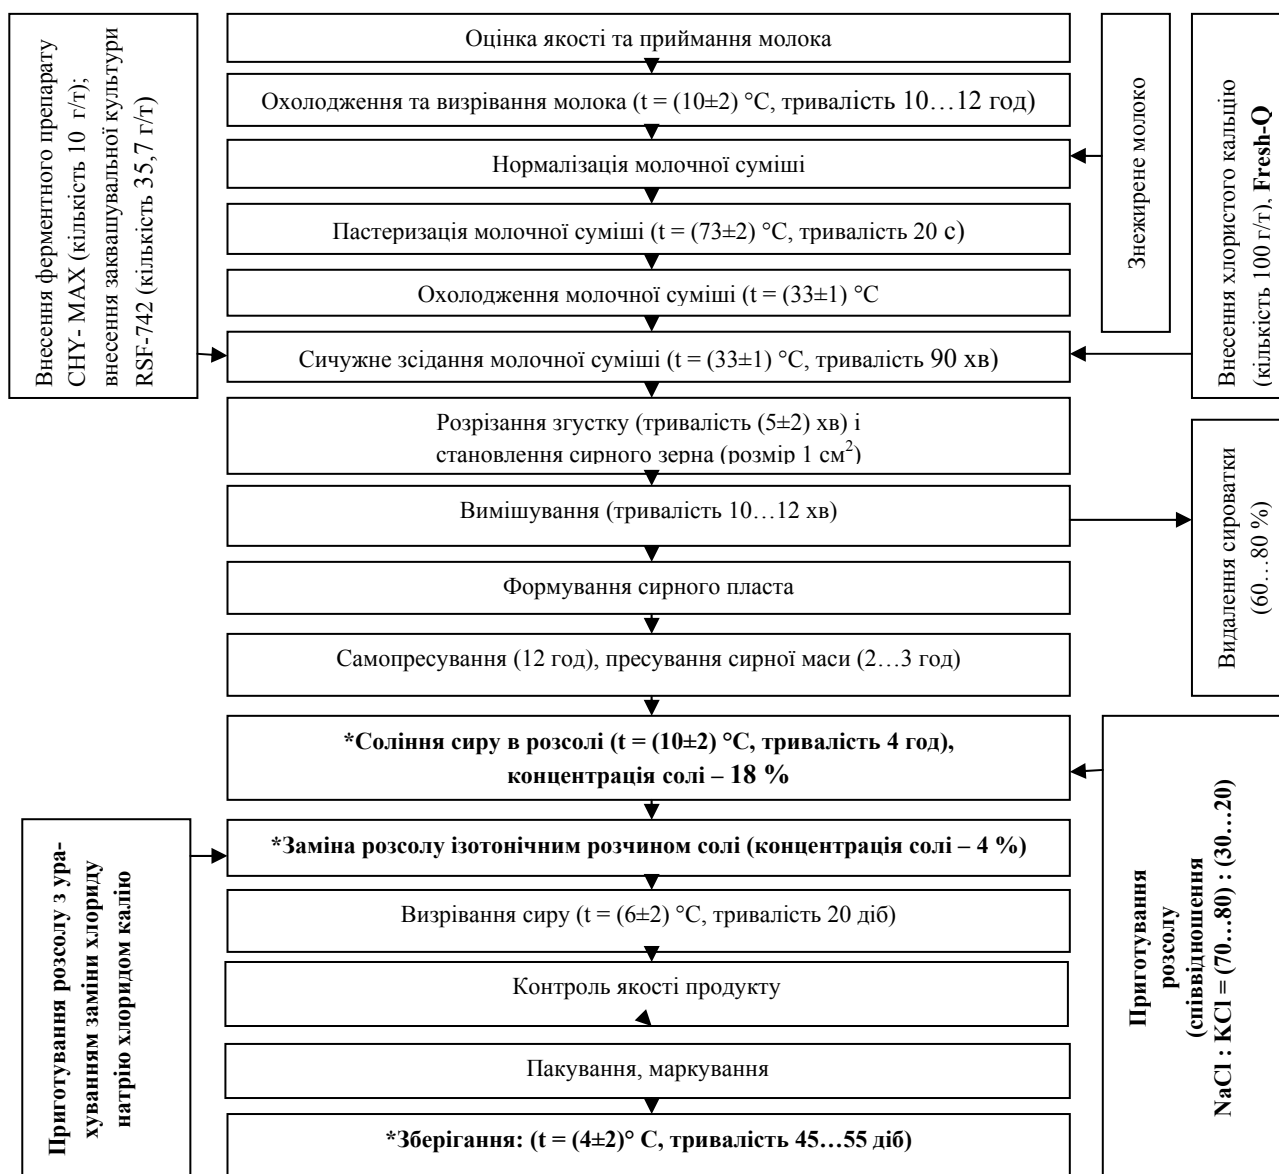 Внесення ферментного препарату
CHY- MAX (кількість 10 г/т);
внесення заквашувальної культури
RSF-742 (кількість 35,7 г/т)
Оцінка якості та приймання молока
Охолодження та визрівання молока (t = (10±2) °C, тривалість 10…12 год)
Нормалізація молочної суміші
Знежирене молоко
Пастеризація молочної суміші (t = (73±2) °C, тривалість 20 с)
Охолодження молочної суміші (t = (33±1) °C
Внесення хлористого кальцію
(кількість 100 г/т), Fresh-Q
Сичужне зсідання молочної суміші (t = (33±1) °C, тривалість 90 хв)
Розрізання згустку (тривалість (5±2) хв) і
становлення сирного зерна (розмір 1 см²)
Вимішування (тривалість 10…12 хв)
Видалення сироватки
(60…80 %)
Формування сирного пласта
Самопресування (12 год), пресування сирної маси (2…3 год)
*Соління сиру в розсолі (t = (10±2) °C, тривалість 4 год),
концентрація солі – 18 %
Приготування
розсолу
(співвідношення
NaCl : KCl = (70…80) : (30…20)
*Заміна розсолу ізотонічним розчином солі (концентрація солі – 4 %)
Приготування розсолу з ура-
хуванням заміни хлориду
натрію хлоридом калію
Визрівання сиру (t = (6±2) °C, тривалість 20 діб)
Контроль якості продукту
Пакування, маркування
*Зберігання: (t = (4±2)° C, тривалість 45…55 діб)